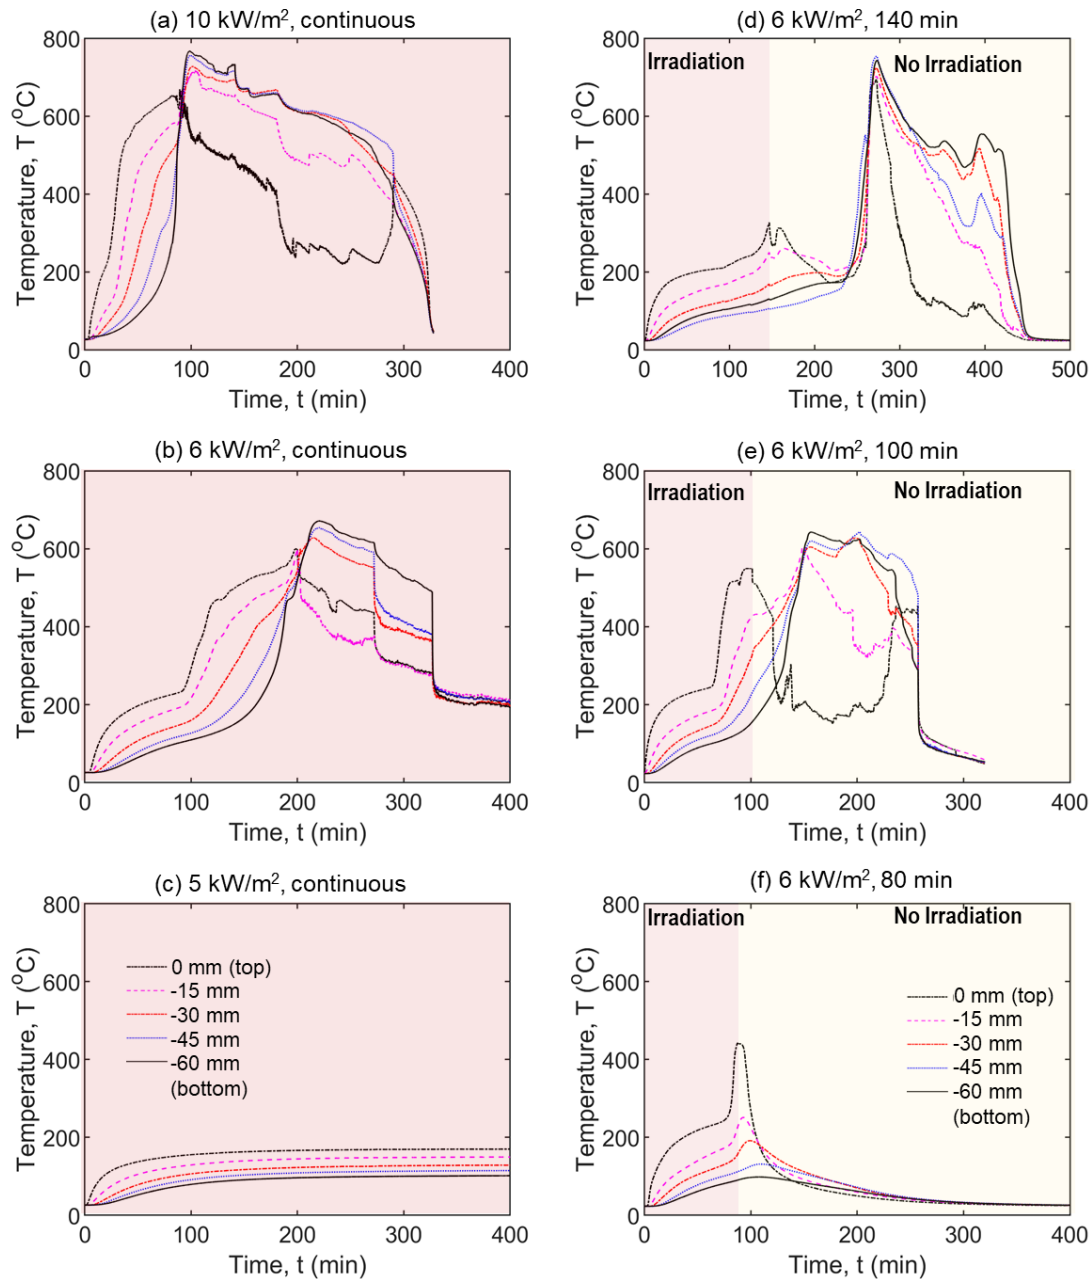 (a) 10 kW/m², continuous
800
600
400
200
0
Temperature, T (°C)
0 100 200 300 400
Time, t (min)
(d) 6 kW/m², 140 min
Irradiation
No Irradiation
800
600
400
200
0
Temperature, T (°C)
0 100 200 300 400 500
Time, t (min)
(b) 6 kW/m², continuous
800
600
400
200
0
Temperature, T (°C)
0 100 200 300 400
Time, t (min)
(e) 6 kW/m², 100 min
Irradiation
No Irradiation
800
600
400
200
0
Temperature, T (°C)
0 100 200 300 400
Time, t (min)
(c) 5 kW/m², continuous
800
600
400
200
0
Temperature, T (°C)
0 mm (top)
-15 mm
-30 mm
-45 mm
-60 mm
(bottom)
0 100 200 300 400
Time, t (min)
(f) 6 kW/m², 80 min
Irradiation
No Irradiation
800
600
400
200
0
Temperature, T (°C)
0 mm (top)
-15 mm
-30 mm
-45 mm
-60 mm
(bottom)
0 100 200 300 400
Time, t (min)